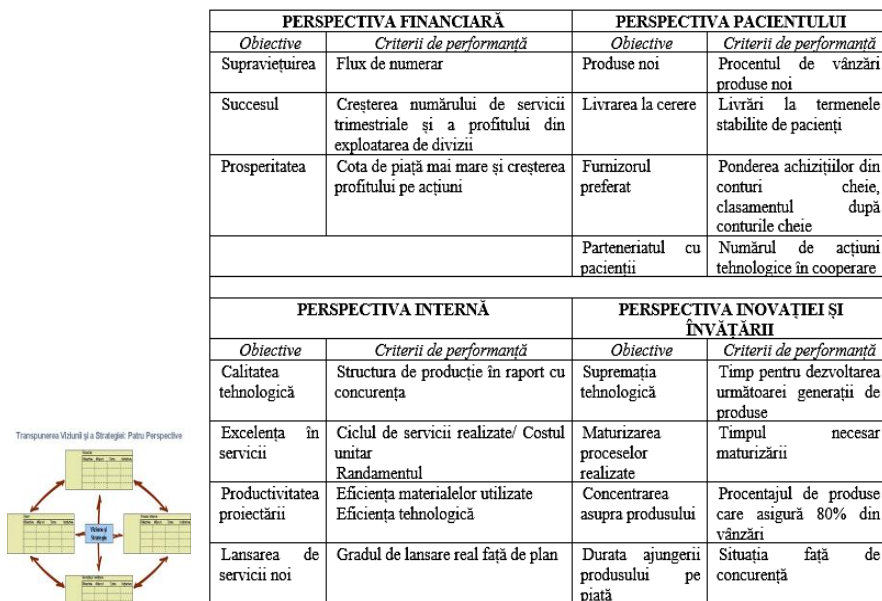 PERSPECTIVA FINANCIARĂ
PERSPECTIVA PACIENTULUI
Obiective
Criterii de performanță
Obiective
Criterii de performanță
Supraviețuirea
Flux de numerar
Produse noi
Procentul de vânzări
produse noi
Succesul
Creșterea numărului de servicii
trimestriale și a profitului din
exploatarea de divizii
Livrarea la cerere
Livrări la termenele
stabilite de pacienți
Prosperitatea
Cota de piață mai mare și creșterea
profitului pe acțiuni
Furnizorul
preferat
Ponderea achizițiilor din
conturi cheie,
clasamentul după
conturile cheie
Parteneriatul cu
pacienții
Numărul de acțiuni
tehnologice în cooperare
PERSPECTIVA INTERNĂ
PERSPECTIVA INOVAȚIEI ȘI
ÎNVĂȚĂRII
Obiective
Criterii de performanță
Obiective
Criterii de performanță
Calitatea
tehnologică
Structura de producție în raport cu
concurența
Supremația
tehnologică
Timp pentru dezvoltarea
următoarei generații de
produse
Excelența în
servicii
Ciclul de servicii realizate/ Costul
unitar
Randamentul
Maturizarea
proceselor
realizate
Timpul necesar
maturizării
Productivitatea
proiectării
Eficiența materialelor utilizate
Eficiența tehnologică
Concentrarea
asupra produsului
Procentajul de produse
care asigură 80% din
vânzări
Lansarea de
servicii noi
Gradul de lansare real față de plan
Durata ajungerii
produsului pe
piață
Situația față de
concurență
Transpunerea Viziunii și a Strategiei: Patru Perspective
Viziune și
Strategie